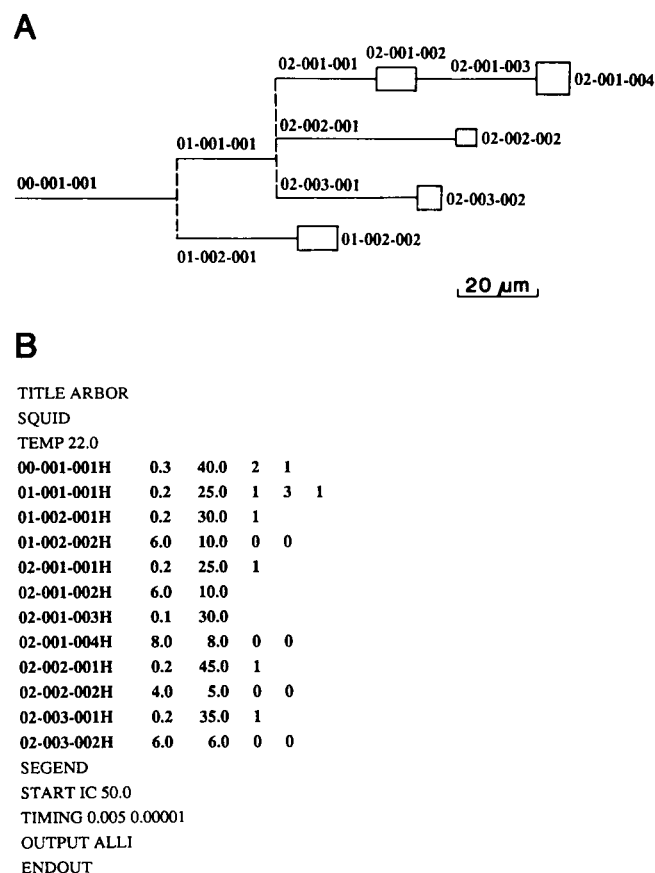 A
02-001-002
02-001-001 02-001-003
02-001-004
02-002-001
02-002-002
01-001-001
00-001-001
02-003-001
02-003-002
01-002-002
01-002-001
20 µm
B
TITLE ARBOR
SQUID
TEMP 22.0
00-001-001H 0.3 40.0 2 1
01-001-001H 0.2 25.0 1 3 1
01-002-001H 0.2 30.0 1
01-002-002H 6.0 10.0 0 0
02-001-001H 0.2 25.0 1
02-001-002H 6.0 10.0
02-001-003H 0.1 30.0
02-001-004H 8.0 8.0 0 0
02-002-001H 0.2 45.0 1
02-002-002H 4.0 5.0 0 0
02-003-001H 0.2 35.0 1
02-003-002H 6.0 6.0 0 0
SEGEND
START IC 50.0
TIMING 0.005 0.00001
OUTPUT ALLI
ENDOUT